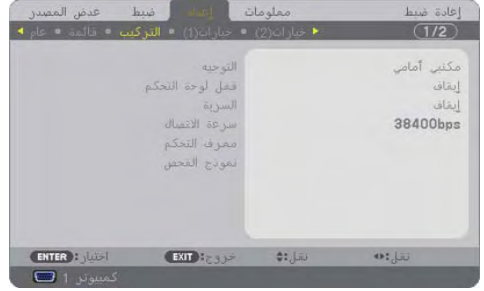 عدض المصدر ضبط إعداد معلومات إعادة ضبط
عام • قائمة • التركيب • خيارات(1) • خيارات(2) (1/2)
التوجيه مكتبي أمامي
قفل لوحة التحكم إيقاف
السرية إيقاف
سرعة الاتصال 38400bps
معرف التحكم
نموذج الفحص
ENTER :اختيار EXIT :خروج نقل: تنقل:
كمبيوتر 1